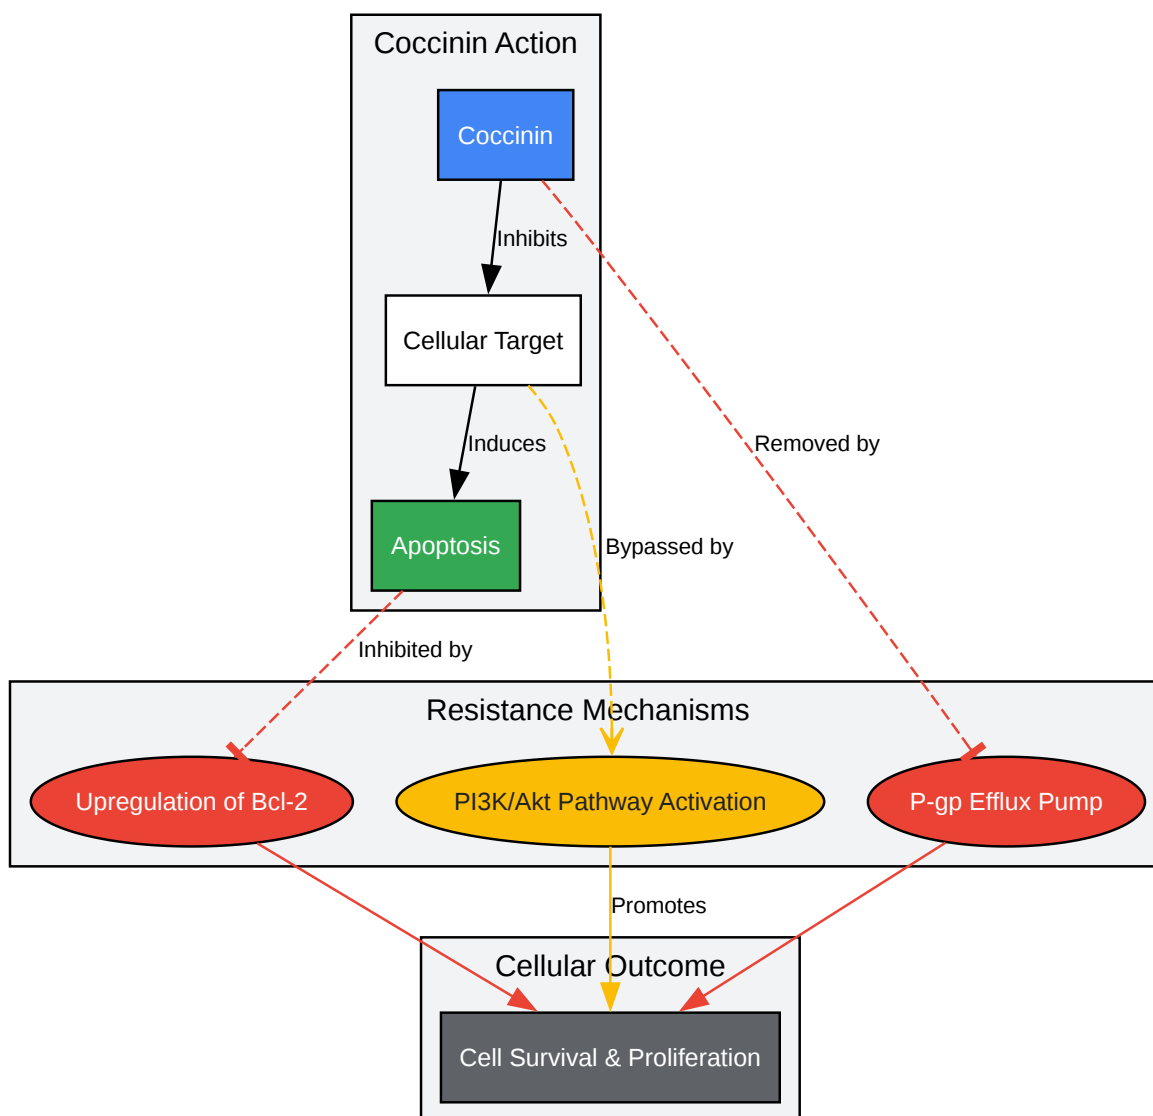 Coccinin Action
Coccinin
Inhibits
Cellular Target
Induces
Removed by
Apoptosis
Bypassed by
Inhibited by
Resistance Mechanisms
Upregulation of Bcl-2
PI3K/Akt Pathway Activation
P-gp Efflux Pump
Promotes
Cellular Outcome
Cell Survival & Proliferation